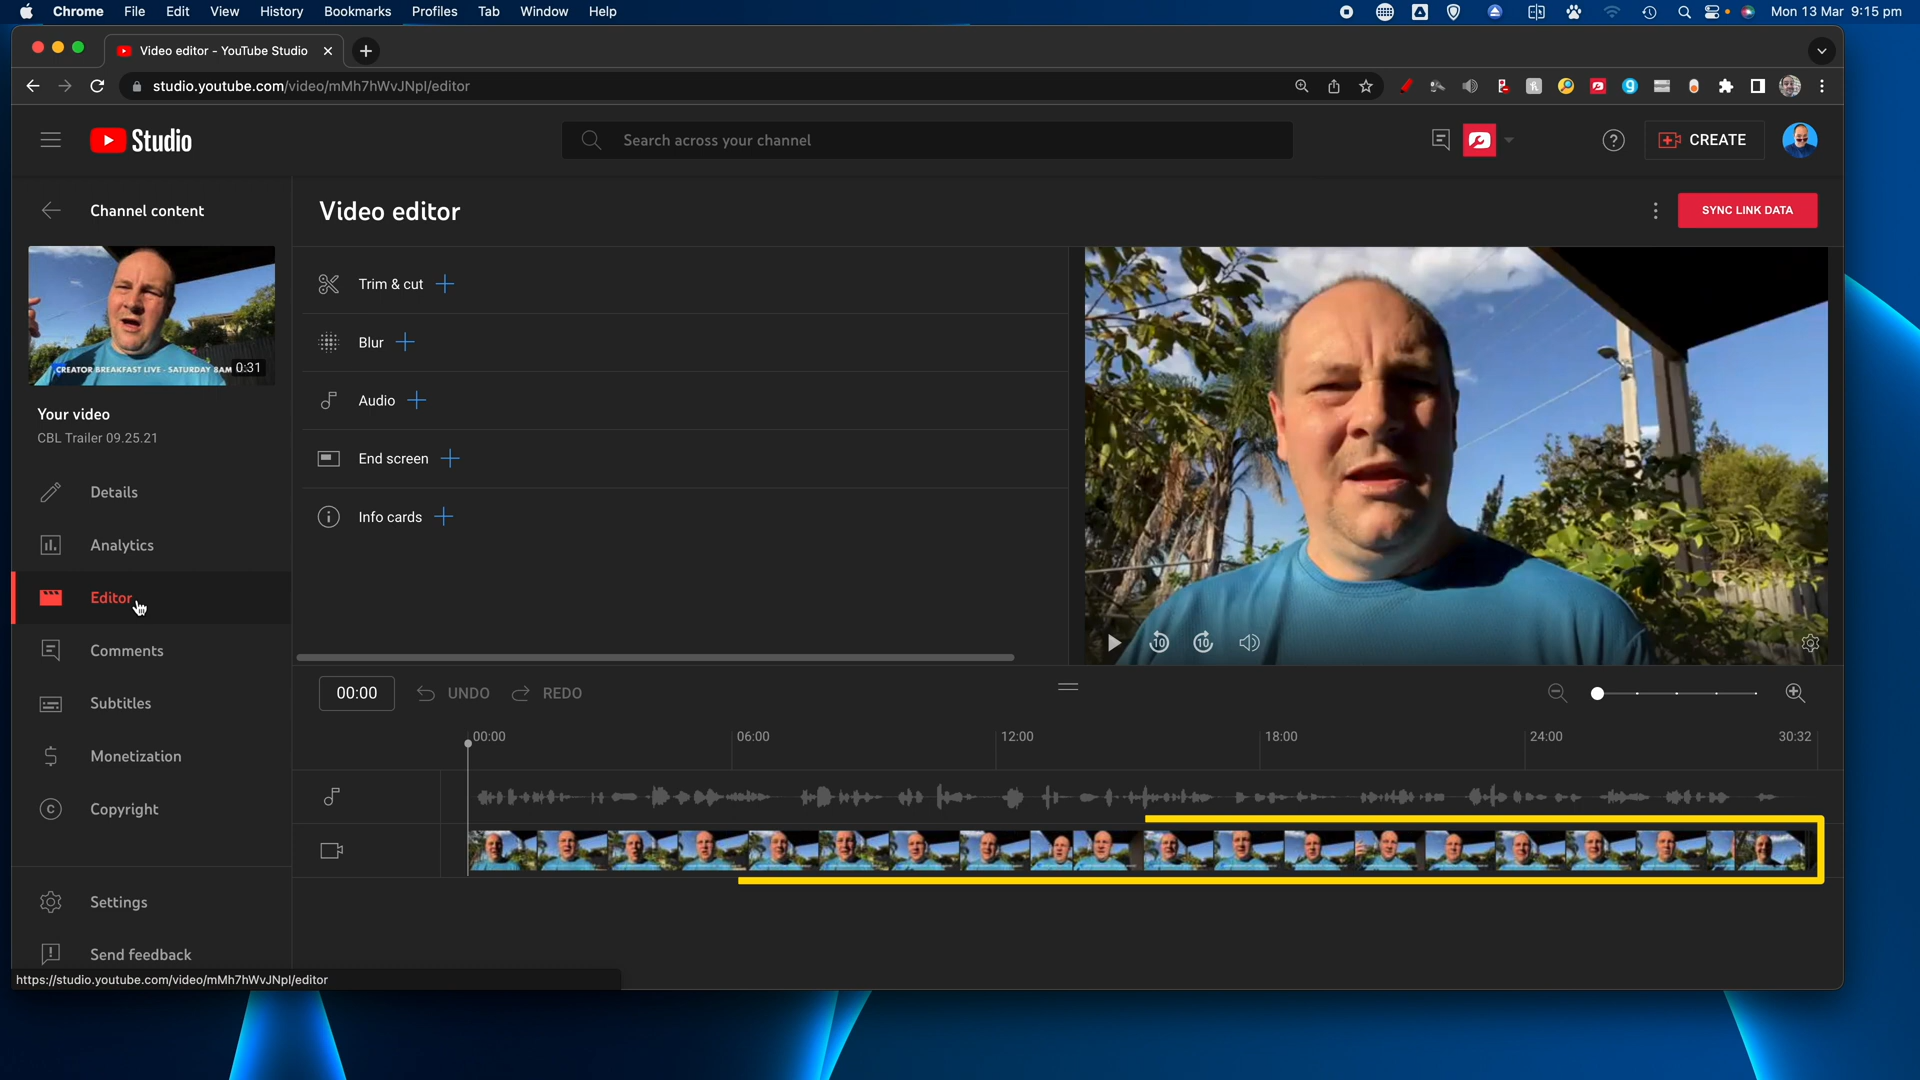 Chrome File Edit View History Bookmarks Profiles Tab Window Help Mon 13 Mar 9:15 pm
Video editor - YouTube Studio
studio.youtube.com/video/mMh7hWvJNpI/editor
Studio
Search across your channel
CREATE
Channel content
Video editor
SYNC LINK DATA
CREATOR BREAKFAST LIVE - SATURDAY 8AM
0:31
Your video
CBL Trailer 09.25.21
Details
Analytics
Editor
Comments
Subtitles
Monetization
Copyright
Settings
Send feedback
https://studio.youtube.com/video/mMh7hWvJNpI/editor
Trim & cut
Blur
Audio
End screen
Info cards
10 10
00:00 UNDO REDO
00:00 06:00 12:00 18:00 24:00 30:32